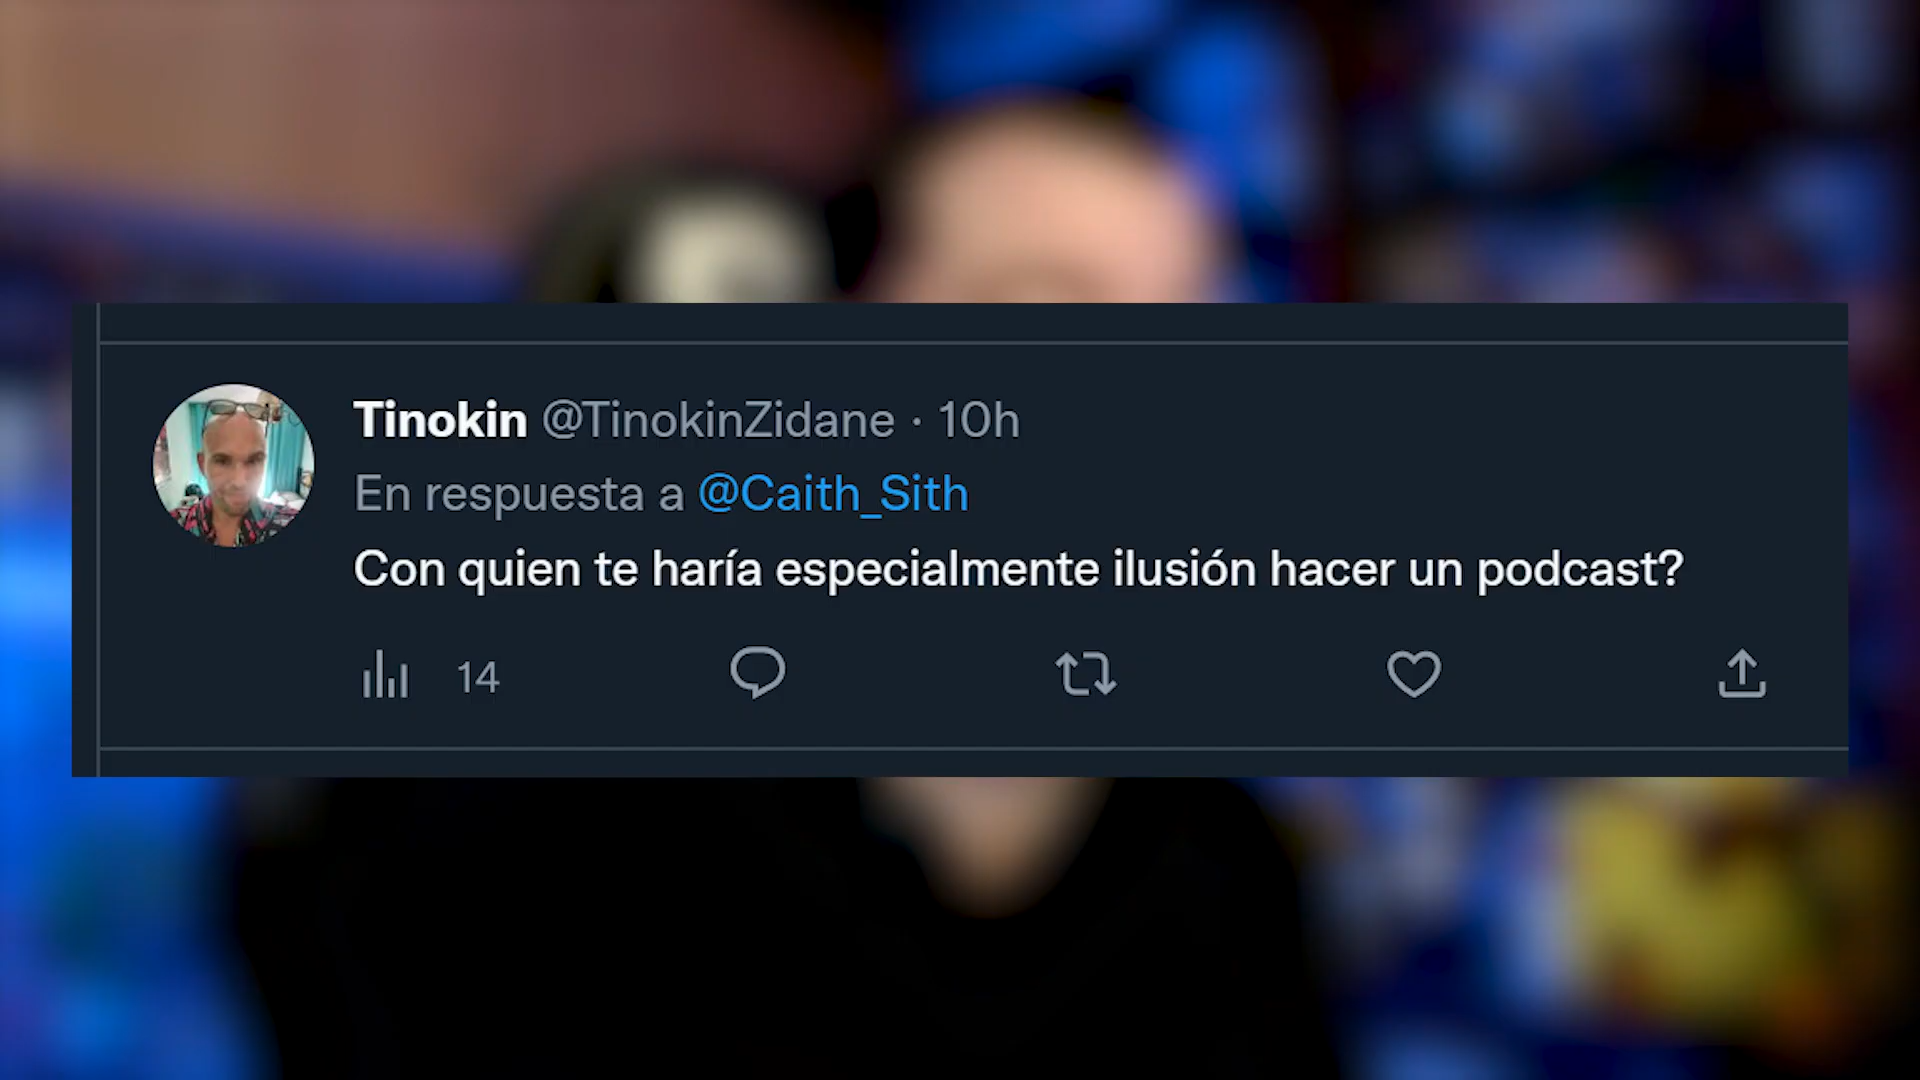 Tinokin @TinokinZidane · 10h
En respuesta a @Caith_Sith
Con quien te haría especialmente ilusión hacer un podcast?
14